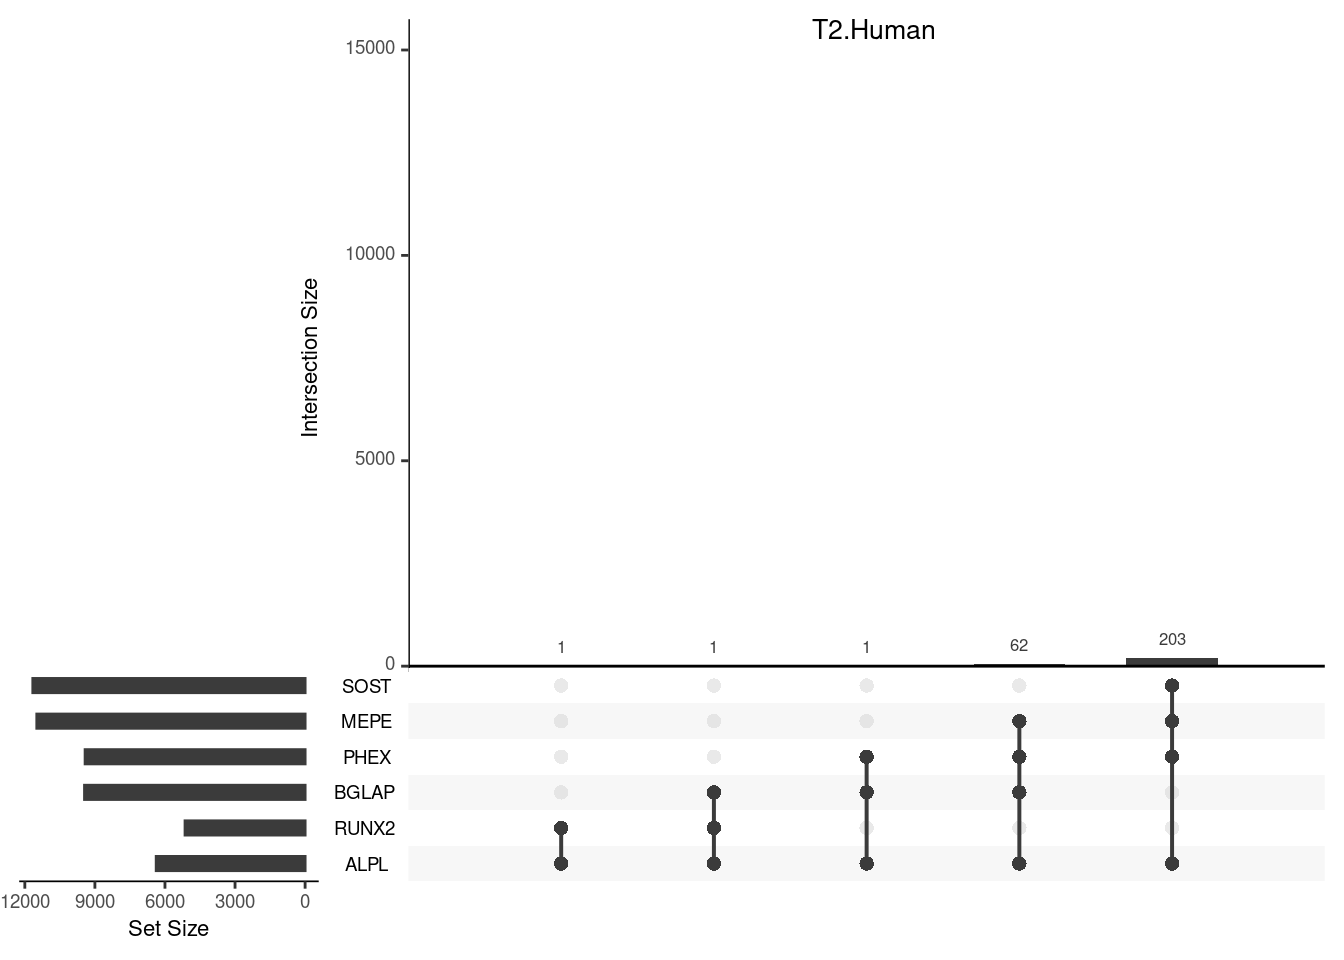 T2.Human
15000
10000
5000
0
Intersection Size
1
1
1
62
203
SOST
MEPE
PHEX
BGLAP
RUNX2
ALPL
12000 9000 6000 3000 0
Set Size